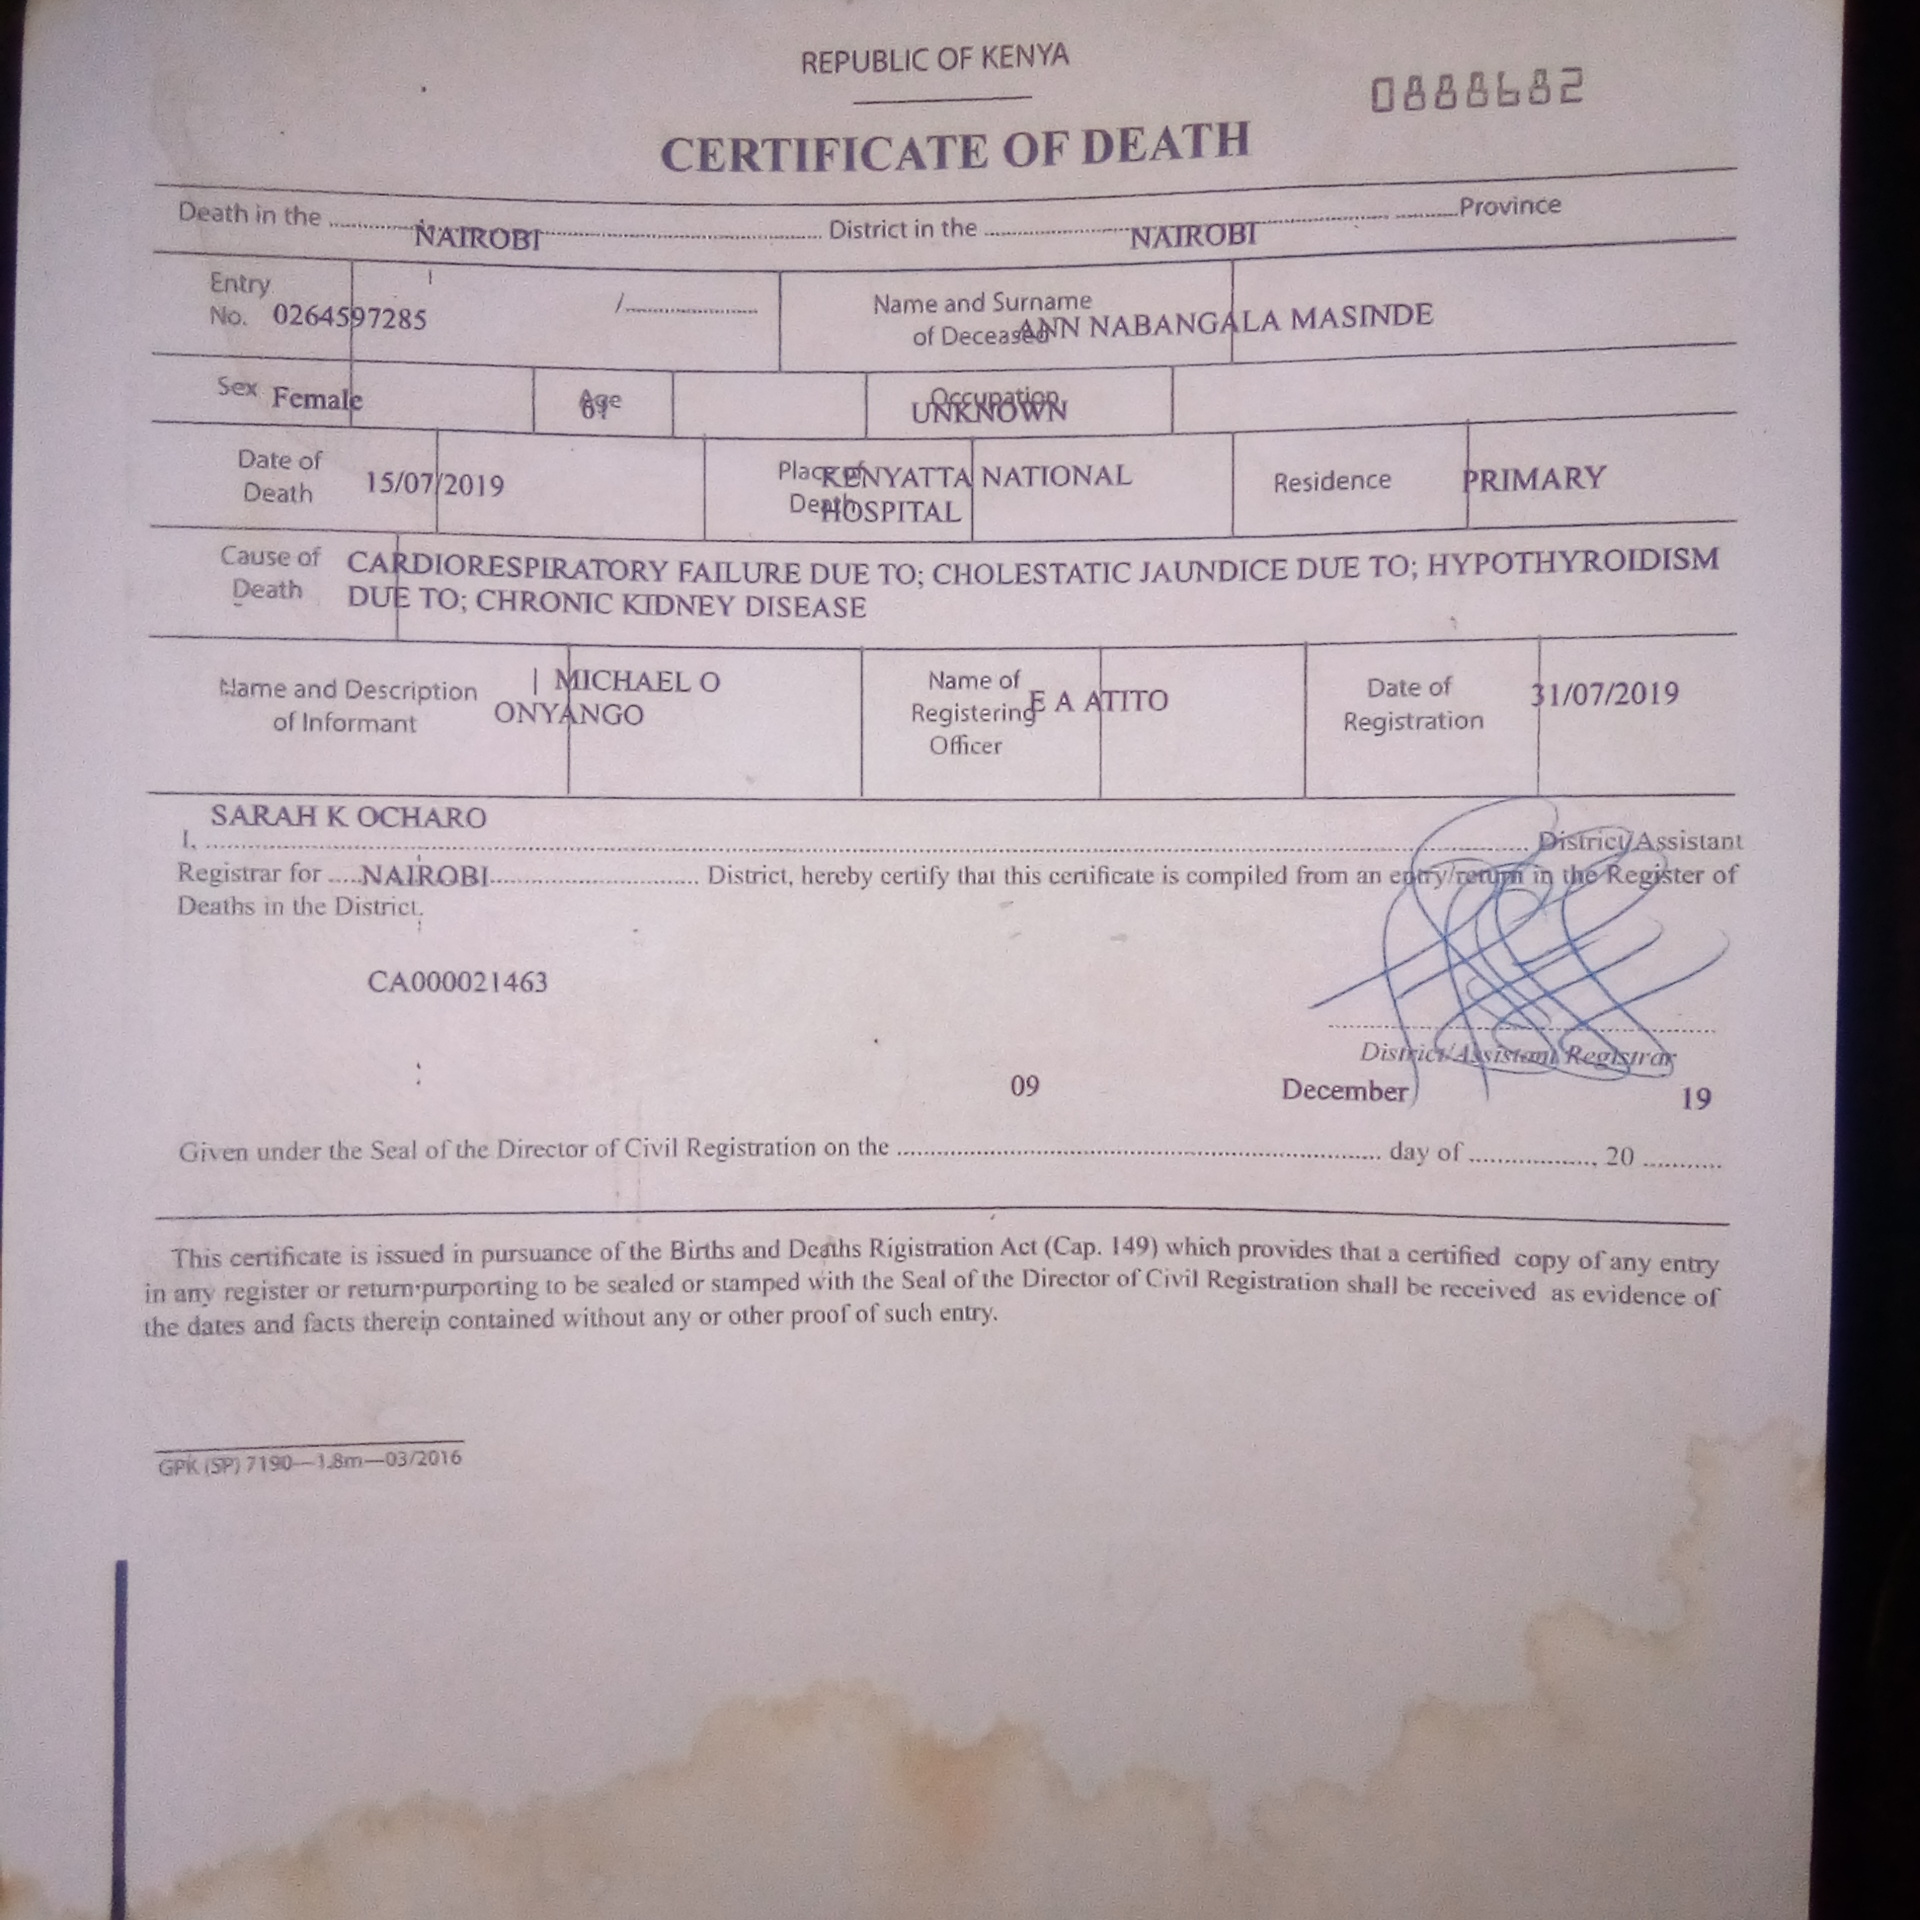 REPUBLIC OF KENYA
0888682
CERTIFICATE OF DEATH
Death in the NAIROBI District in the NAIROBI Province
Entry No. 0264597285 / Name and Surname of Deceased ANN NABANGALA MASINDE
Sex Female Age Occupation UNKNOWN
Date of Death 15/07/2019 Place of Death KENYATTA NATIONAL HOSPITAL Residence PRIMARY
Cause of Death CARDIORESPIRATORY FAILURE DUE TO; CHOLESTATIC JAUNDICE DUE TO; HYPOTHYROIDISM
DUE TO; CHRONIC KIDNEY DISEASE
Name and Description of Informant | MICHAEL O ONYANGO Name of Registering Officer E A ATITO Date of Registration 31/07/2019
SARAH K OCHARO
I, District/Assistant
Registrar for NAIROBI District, hereby certify that this certificate is compiled from an entry/return in the Register of
Deaths in the District.
CA000021463
District/Assistant Registrar
09 December 19
Given under the Seal of the Director of Civil Registration on the day of , 20
This certificate is issued in pursuance of the Births and Deaths Rigistration Act (Cap. 149) which provides that a certified copy of any entry
in any register or return purporting to be sealed or stamped with the Seal of the Director of Civil Registration shall be received as evidence of
the dates and facts therein contained without any or other proof of such entry.
GPK (SP) 7190—1.8m—03/2016